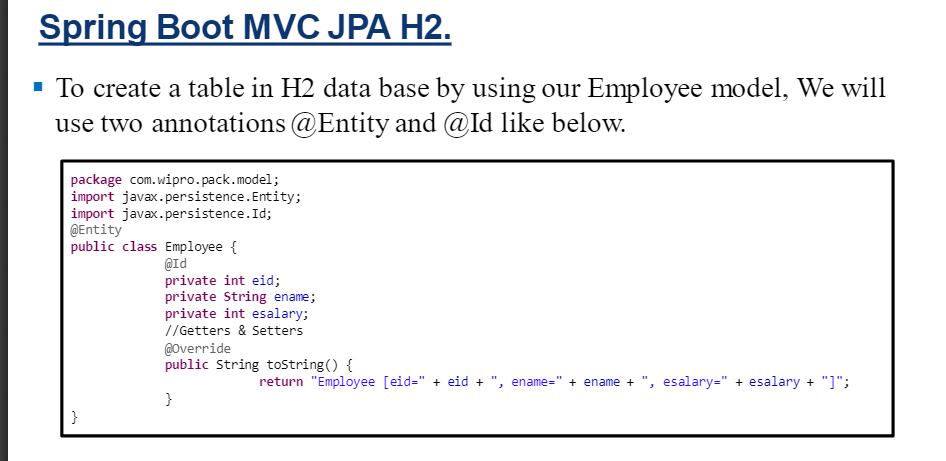 Spring Boot MVC JPA H2.
To create a table in H2 data base by using our Employee model, We will
use two annotations @Entity and @Id like below.
package com.wipro.pack.model;
import javax.persistence.Entity;
import javax.persistence.Id;
@Entity
public class Employee {
@Id
private int eid;
private String ename;
private int esalary;
//Getters & Setters
@Override
public String toString() {
return "Employee [eid=" + eid + ", ename=" + ename + ", esalary=" + esalary + "]";
}
}